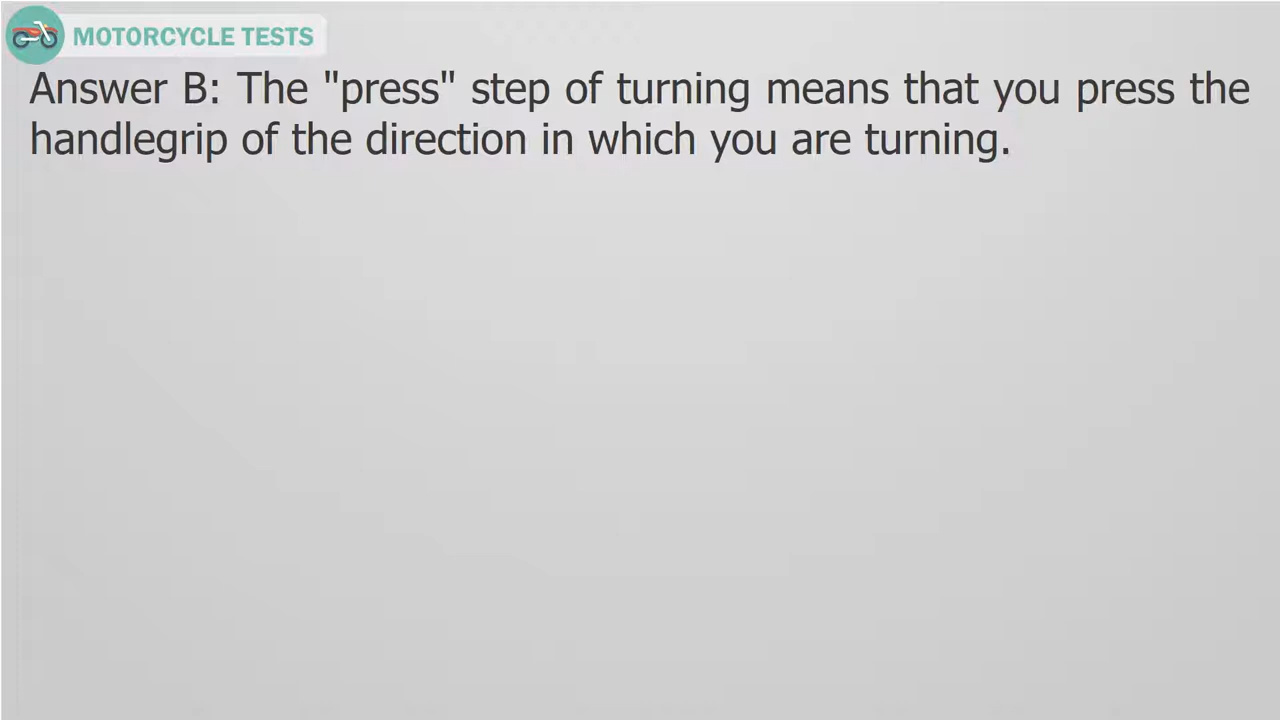 MOTORCYCLE TESTS
Answer B: The "press" step of turning means that you press the
handlegrip of the direction in which you are turning.